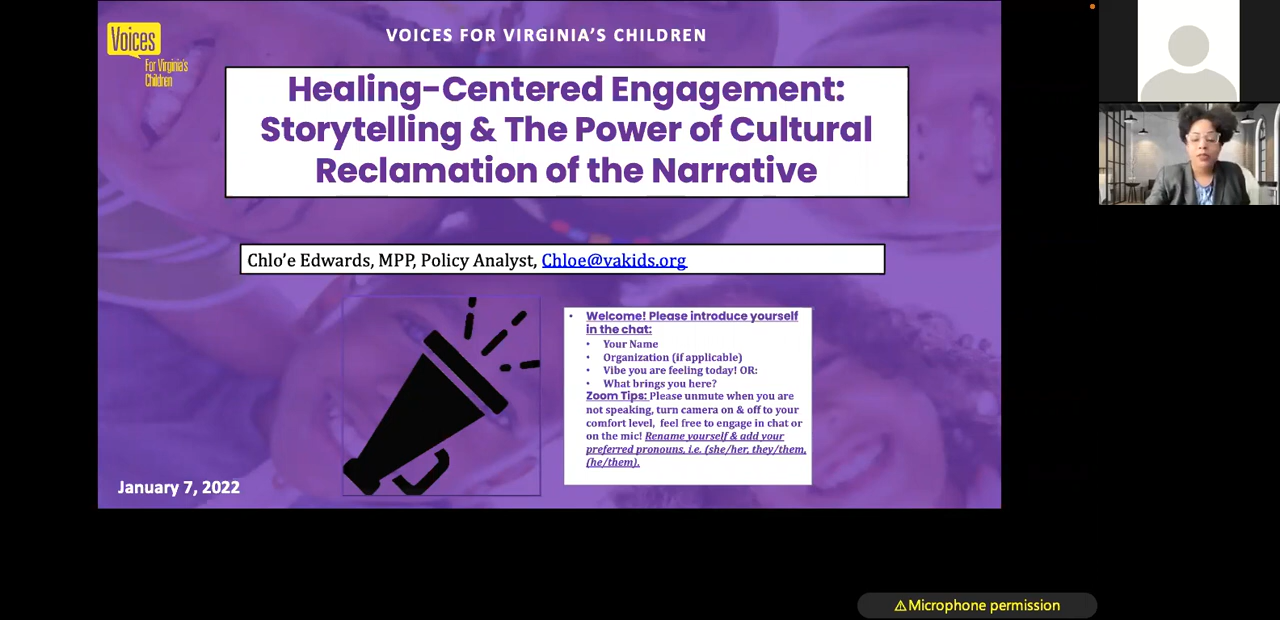 Voices
For Virginia's
Children
VOICES FOR VIRGINIA'S CHILDREN
Healing-Centered Engagement:
Storytelling & The Power of Cultural
Reclamation of the Narrative
Chlo'e Edwards, MPP, Policy Analyst, Chloe@vakids.org
• Welcome! Please introduce yourself
in the chat:
• Your Name
• Organization (if applicable)
• Vibe you are feeling today! OR:
• What brings you here?
Zoom Tips: Please unmute when you are
not speaking, turn camera on & off to your
comfort level, feel free to engage in chat or
on the mic! Rename yourself & add your
preferred pronouns, i.e. (she/her, they/them,
(he/them).
January 7, 2022
⚠Microphone permission